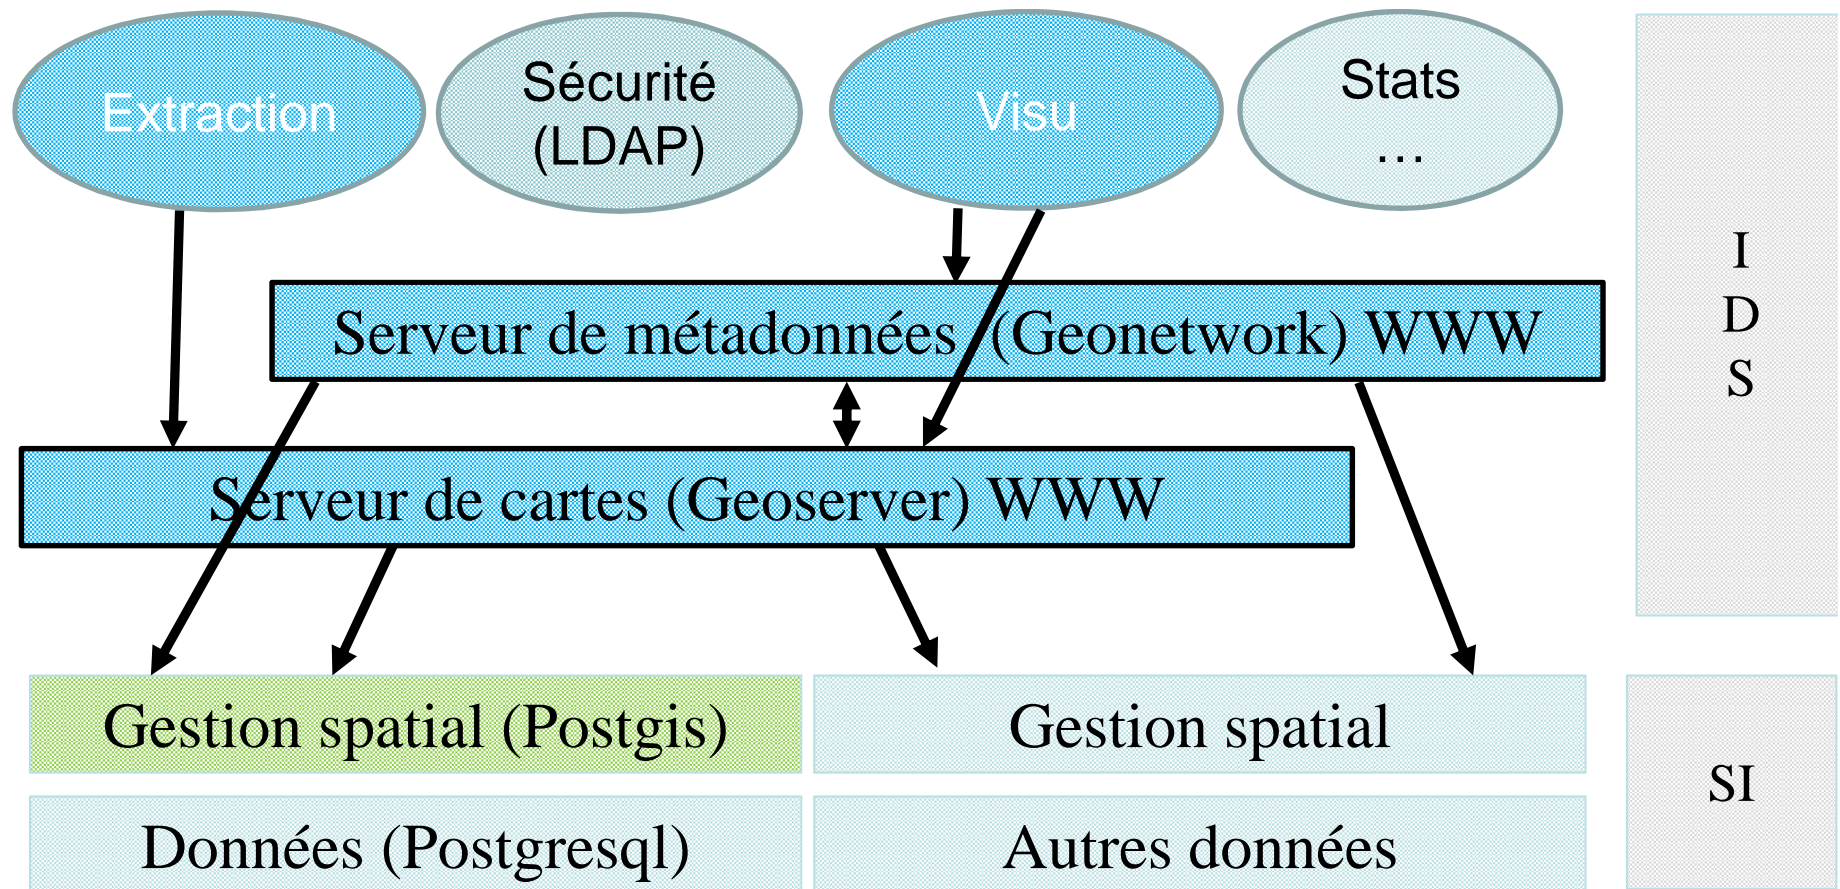 Extraction
Sécurité
(LDAP)
Visu
Stats
…
I
D
S
Serveur de métadonnées (Geonetwork) WWW
Serveur de cartes (Geoserver) WWW
Gestion spatial (Postgis)
Gestion spatial
SI
Données (Postgresql)
Autres données